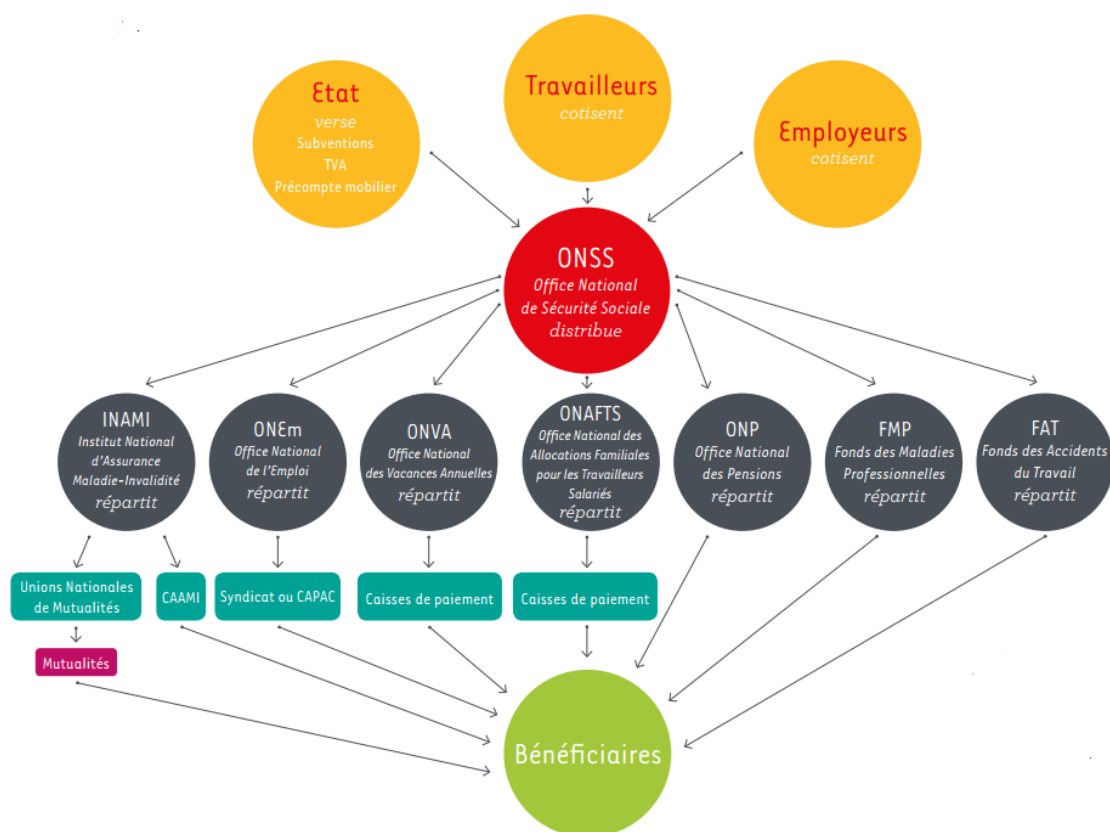 Etat
verse
Subventions
TVA
Précompte mobilier
Travailleurs
cotisent
Employeurs
cotisent
ONSS
Office National
de Sécurité Sociale
distribue
INAMI
Institut National
d'Assurance
Maladie-Invalidité
répartit
ONEm
Office National
de l'Emploi
répartit
ONVA
Office National
des Vacances Annuelles
répartit
ONAFTS
Office National des
Allocations Familiales
pour les Travailleurs
Salariés
répartit
ONP
Office National
des Pensions
répartit
FMP
Fonds des Maladies
Professionnelles
répartit
FAT
Fonds des Accidents
du Travail
répartit
Unions Nationales
de Mutualités
CAAMI
Syndicat ou CAPAC
Caisses de paiement
Caisses de paiement
Mutualités
Bénéficiaires